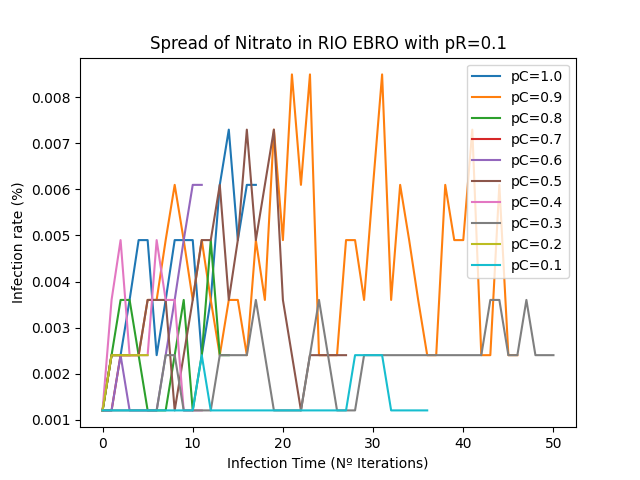 Spread of Nitrato in RIO EBRO with pR=0.1
Infection rate (%)
0.008
0.007
0.006
0.005
0.004
0.003
0.002
0.001
pC=1.0
pC=0.9
pC=0.8
pC=0.7
pC=0.6
pC=0.5
pC=0.4
pC=0.3
pC=0.2
pC=0.1
0 10 20 30 40 50
Infection Time (Nº Iterations)